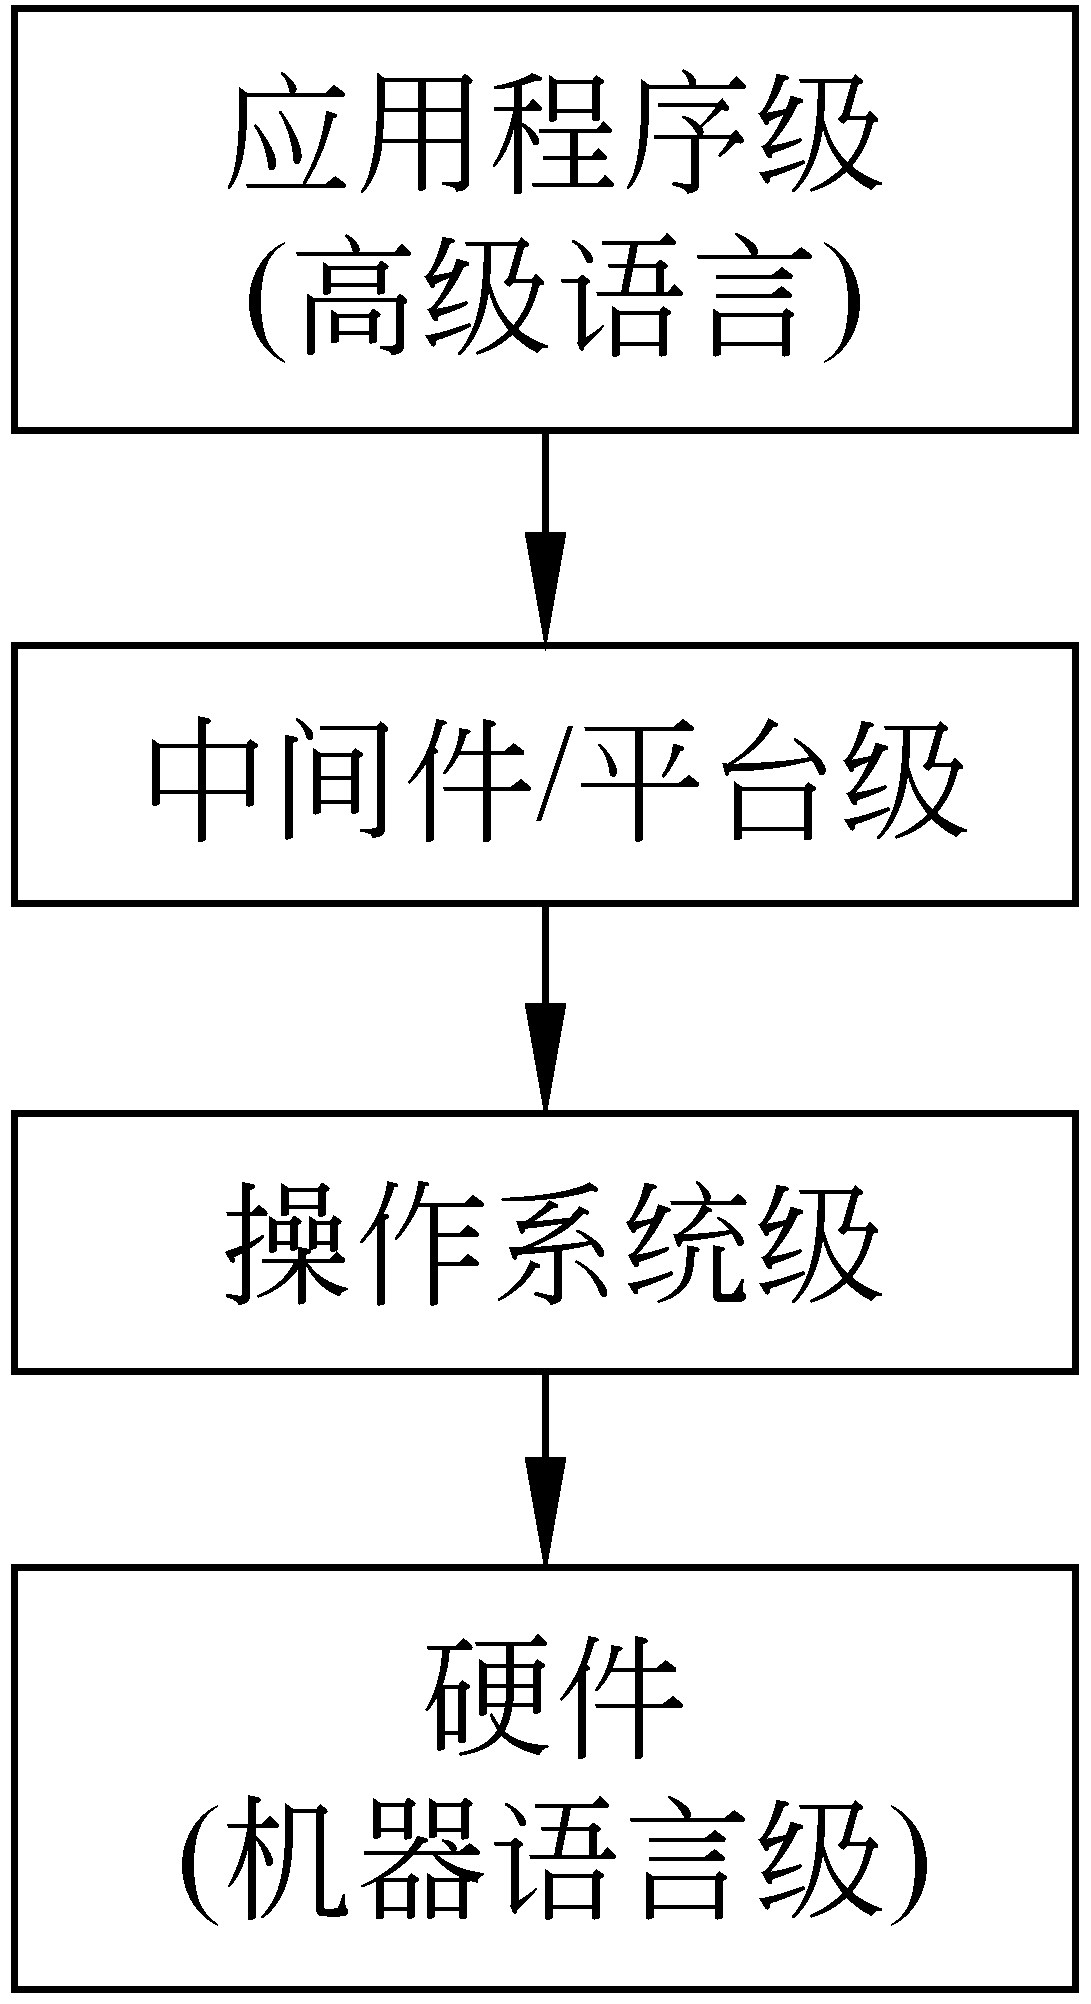 应用程序级
(高级语言)
中间件/平台级
操作系统级
硬件
(机器语言级)